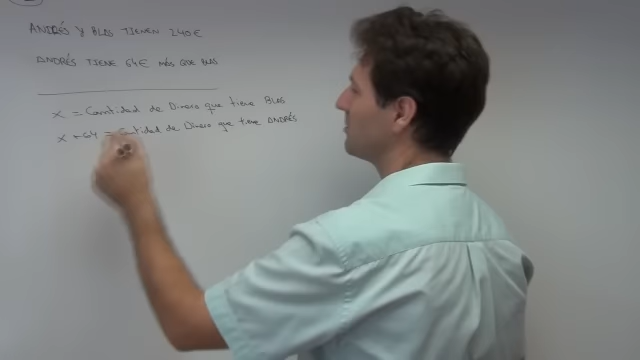 ANDRÉS Y BLAS TIENEN 240€
ANDRÉS TIENE 64€ MÁS QUE BLAS
x = Cantidad de Dinero que tiene BLAS
x + 64 = Cantidad de Dinero que tiene ANDRÉS